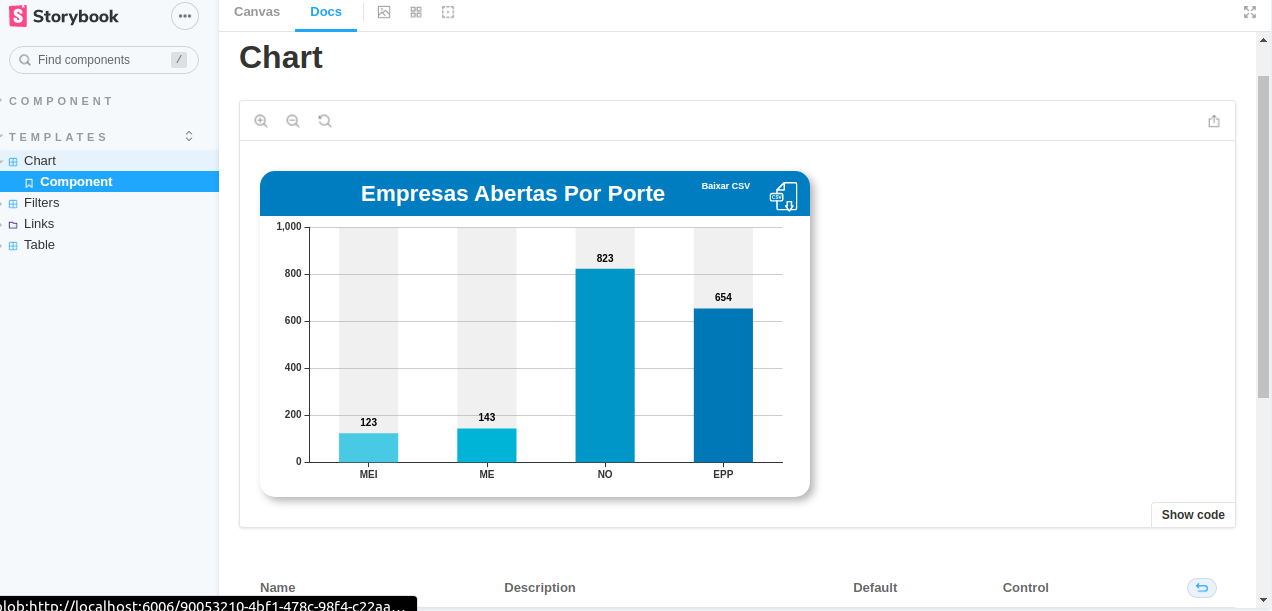 Storybook
Canvas
Docs
Find components
/
COMPONENT
TEMPLATES
Chart
Component
Filters
Links
Table
Chart
Empresas Abertas Por Porte
Baixar CSV
CSV
1,000
800
600
400
200
0
123
143
823
654
MEI
ME
NO
EPP
Show code
Name
Description
Default
Control
blob:http://localhost:6006/90053210-4bf1-478c-98f4-c22aa...